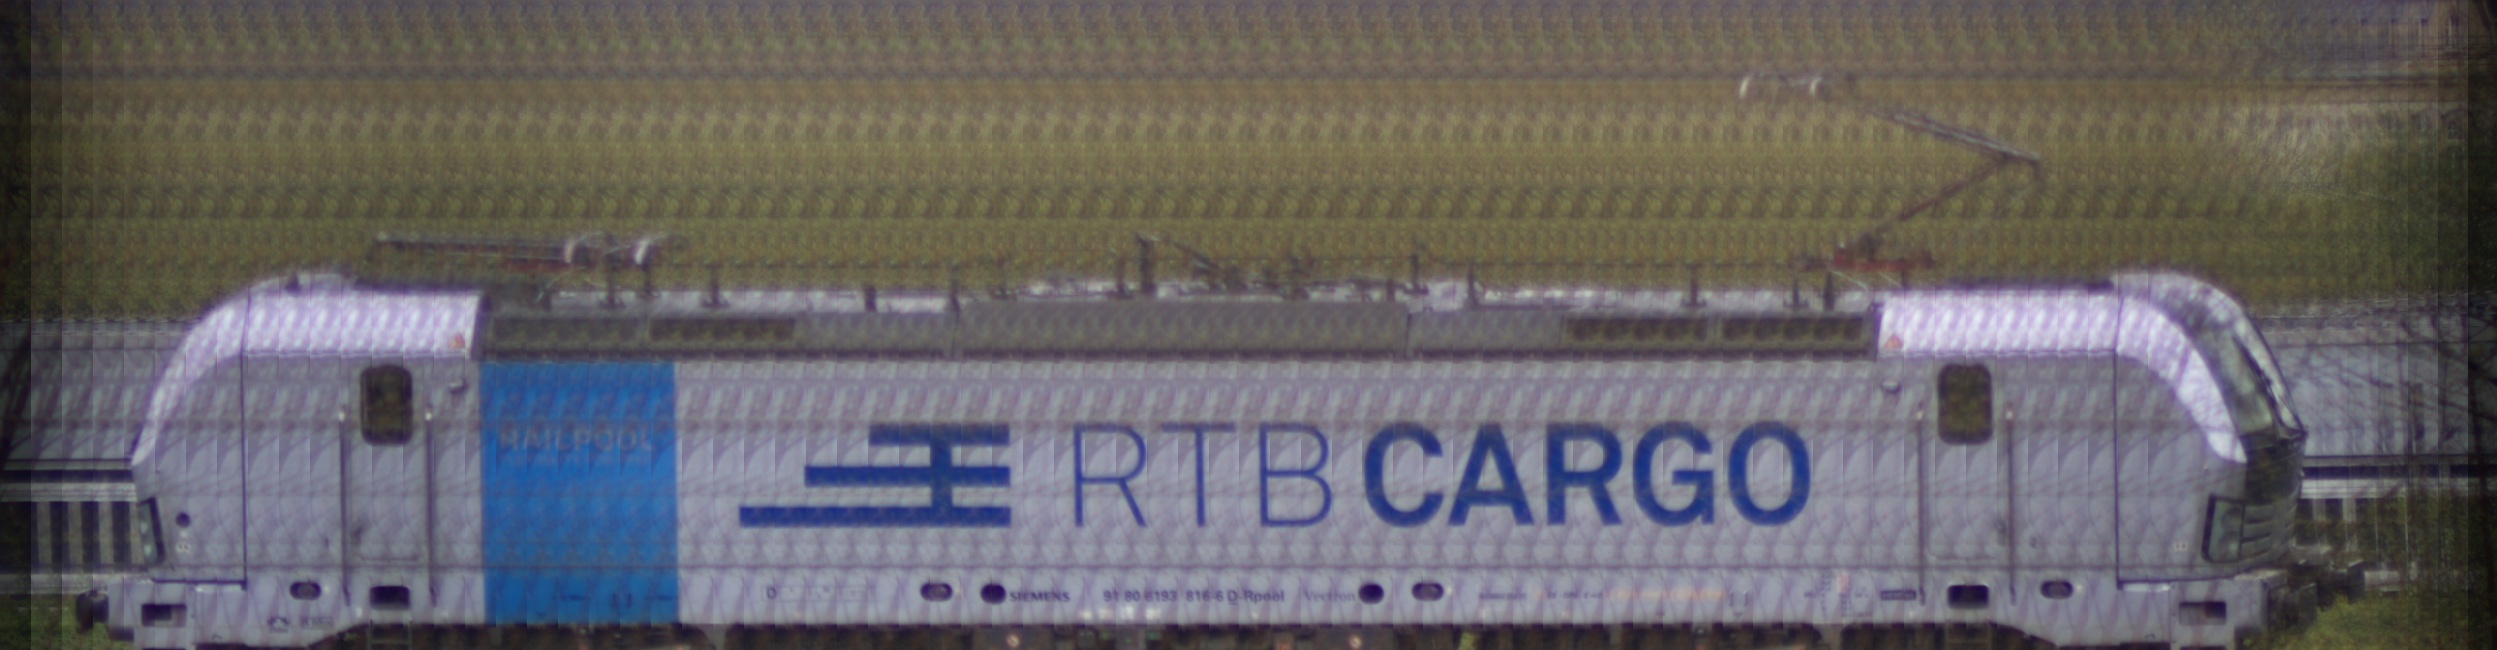 RAILPOOL
RTB CARGO
D
SIEMENS 91 80 6193 816-6 D-Rpool Vectron